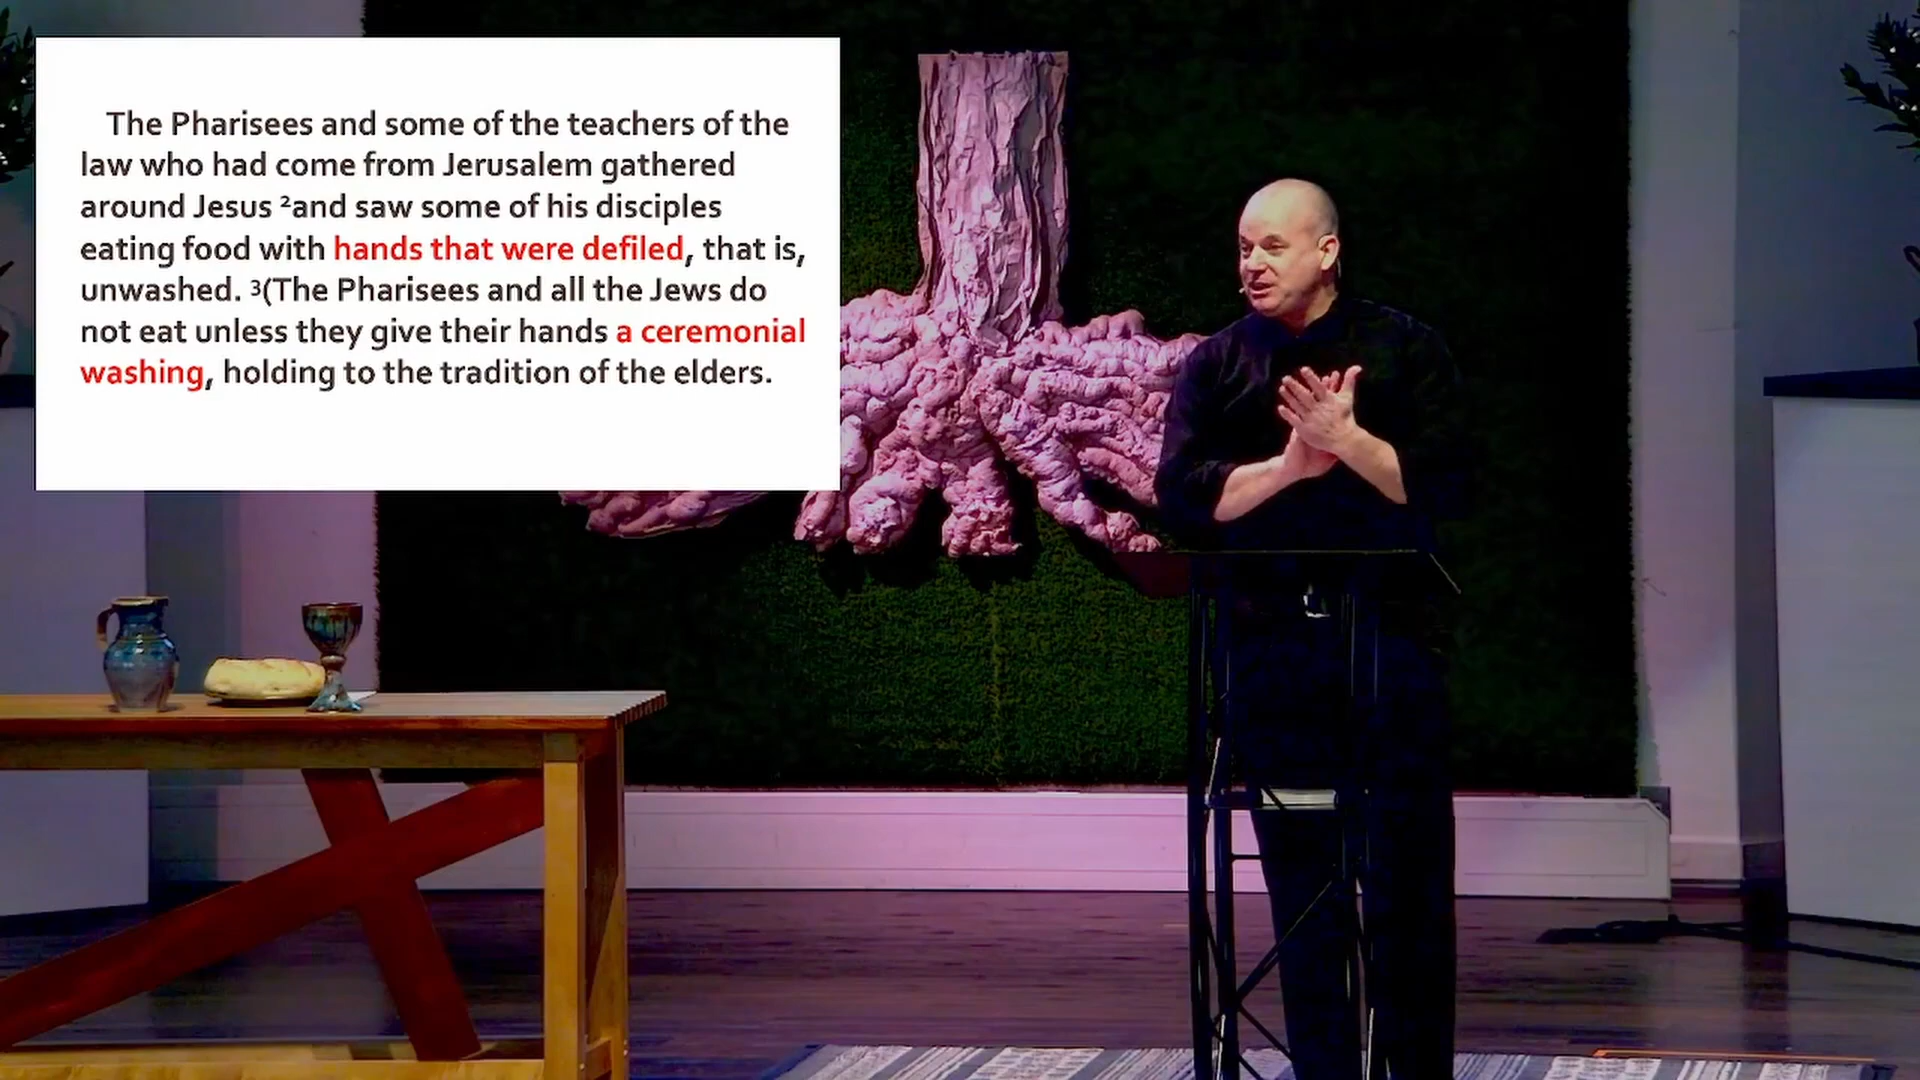 The Pharisees and some of the teachers of the
law who had come from Jerusalem gathered
around Jesus ²and saw some of his disciples
eating food with hands that were defiled, that is,
unwashed. ³(The Pharisees and all the Jews do
not eat unless they give their hands a ceremonial
washing, holding to the tradition of the elders.